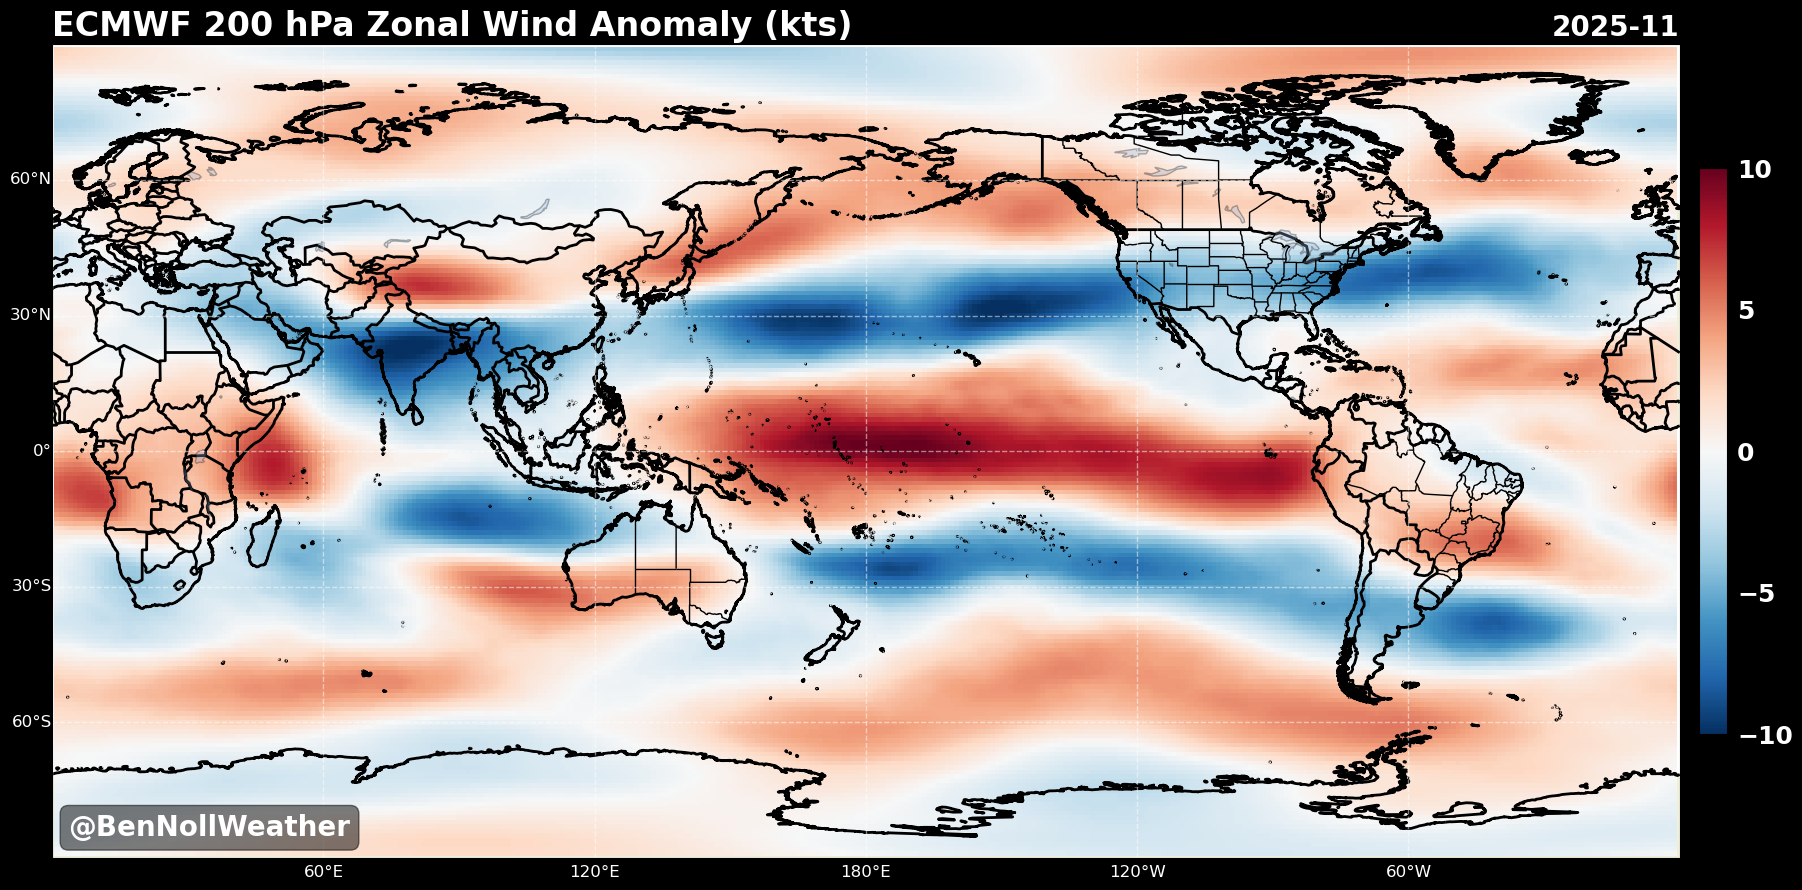 ECMWF 200 hPa Zonal Wind Anomaly (kts)
2025-11
60°N
30°N
0°
30°S
60°S
60°E
120°E
180°E
120°W
60°W
10
5
0
−5
−10
@BenNollWeather